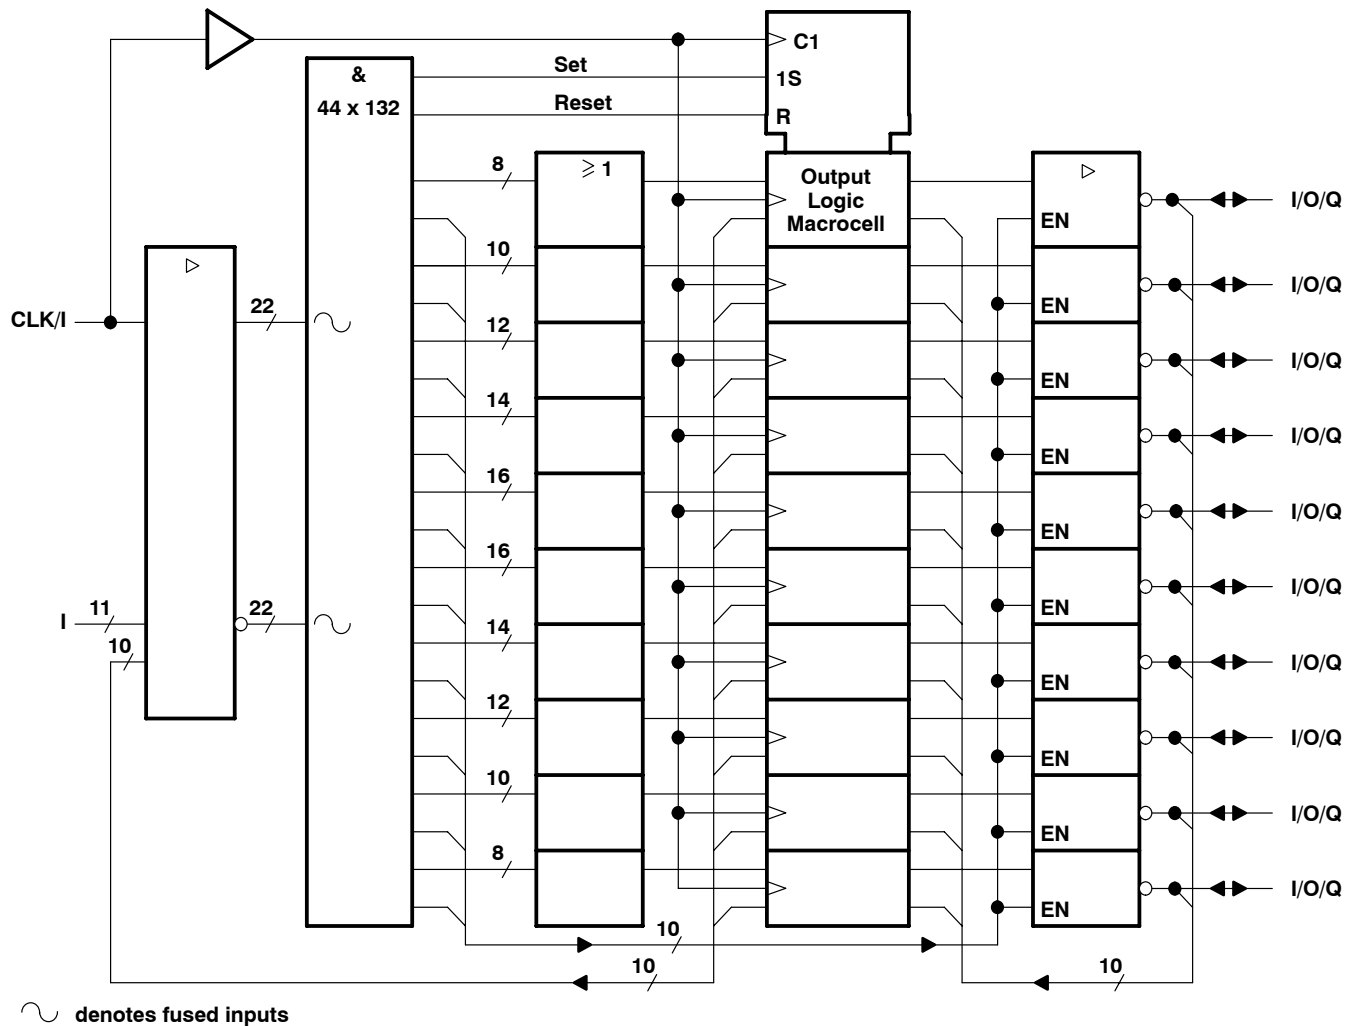 C1
&
Set
1S
44 x 132
Reset
R
8
≥ 1
Output
Logic
Macrocell
I/O/Q
EN
10
I/O/Q
EN
CLK/I
22
12
I/O/Q
EN
14
I/O/Q
EN
16
I/O/Q
EN
16
I/O/Q
EN
I
11
22
10
14
I/O/Q
EN
12
I/O/Q
EN
10
I/O/Q
EN
8
I/O/Q
EN
10
10
10
denotes fused inputs